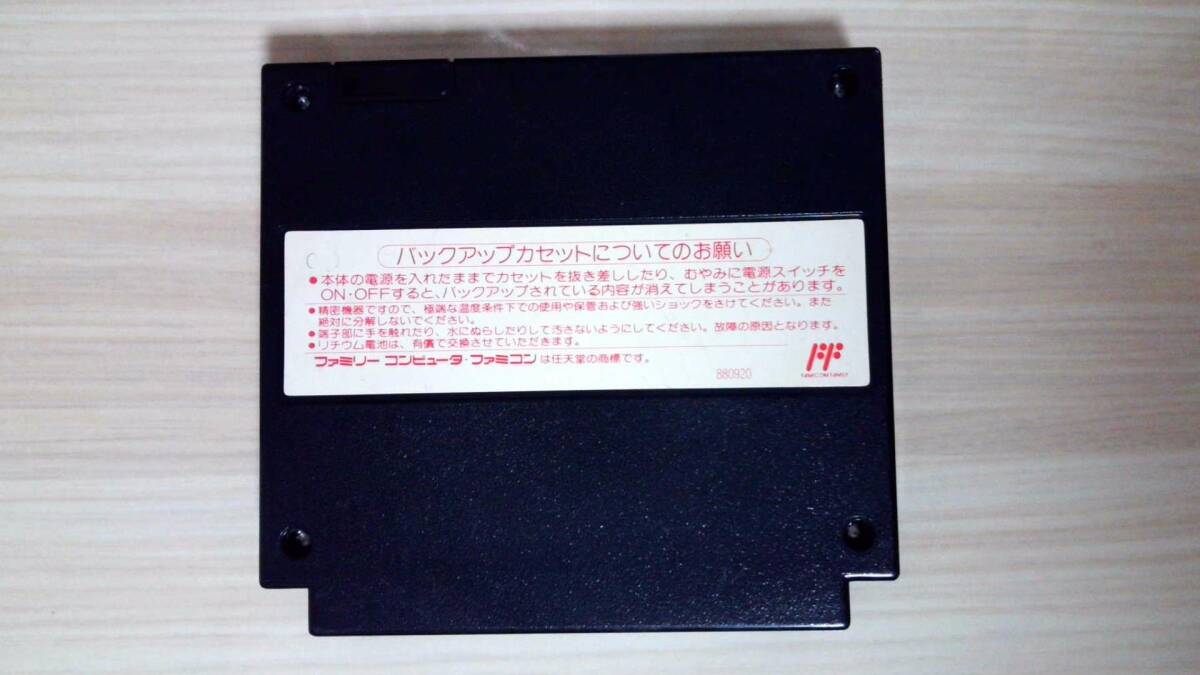 バックアップカセットについてのお願い
●本体の電源を入れたままでカセットを抜き差ししたり、むやみに電源スイッチを
ON・OFFすると、バックアップされている内容が消えてしまうことがあります。
●精密機器ですので、極端な温度条件下での使用や保管および強いショックをさけてください。また
絶対に分解しないでください。
●端子部に手を触れたり、水にぬらしたりして汚さないようにしてください。故障の原因となります。
●リチウム電池は、有償で交換させていただきます。
ファミリーコンピュータ・ファミコンは任天堂の商標です。
880920
FAMICOM FAMILY